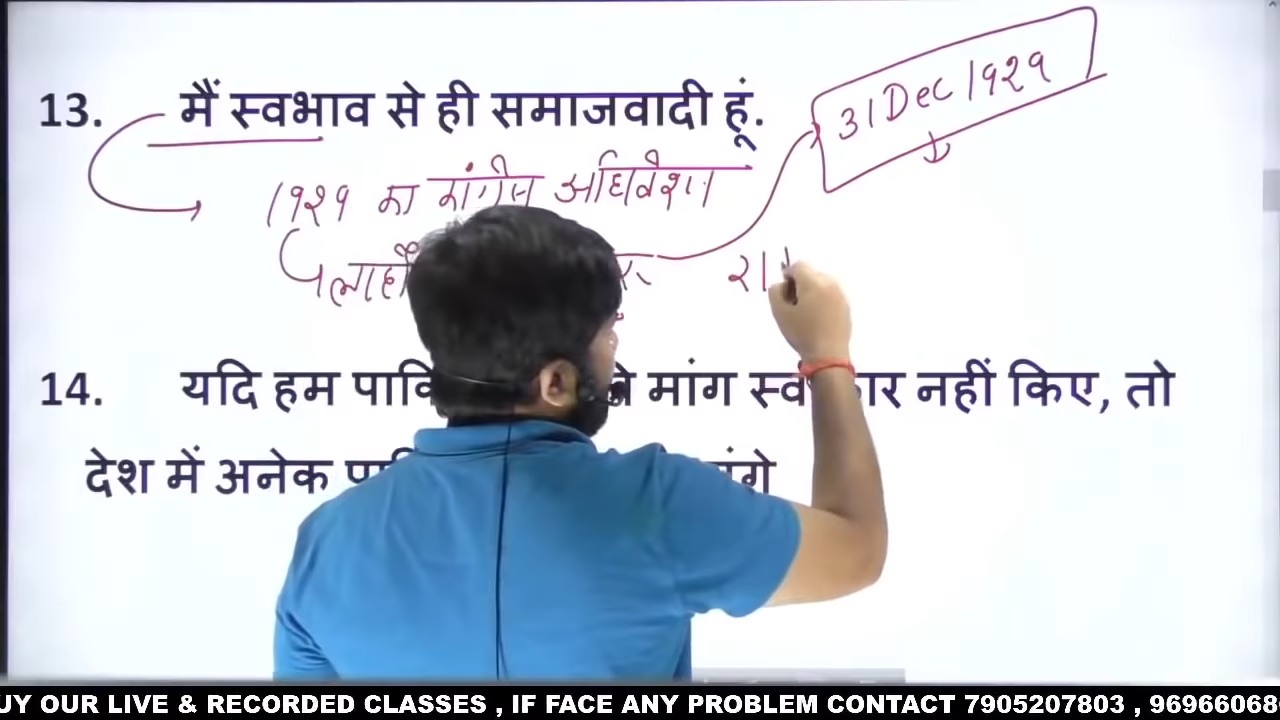 13. मैं स्वभाव से ही समाजवादी हूं.
31 Dec 1929
1929 का कांग्रेस अधिवेशन
14. यदि हम मांग स्वीकार नहीं किए, तो
देश में अनेक
UY OUR LIVE & RECORDED CLASSES , IF FACE ANY PROBLEM CONTACT 7905207803 , 96966068